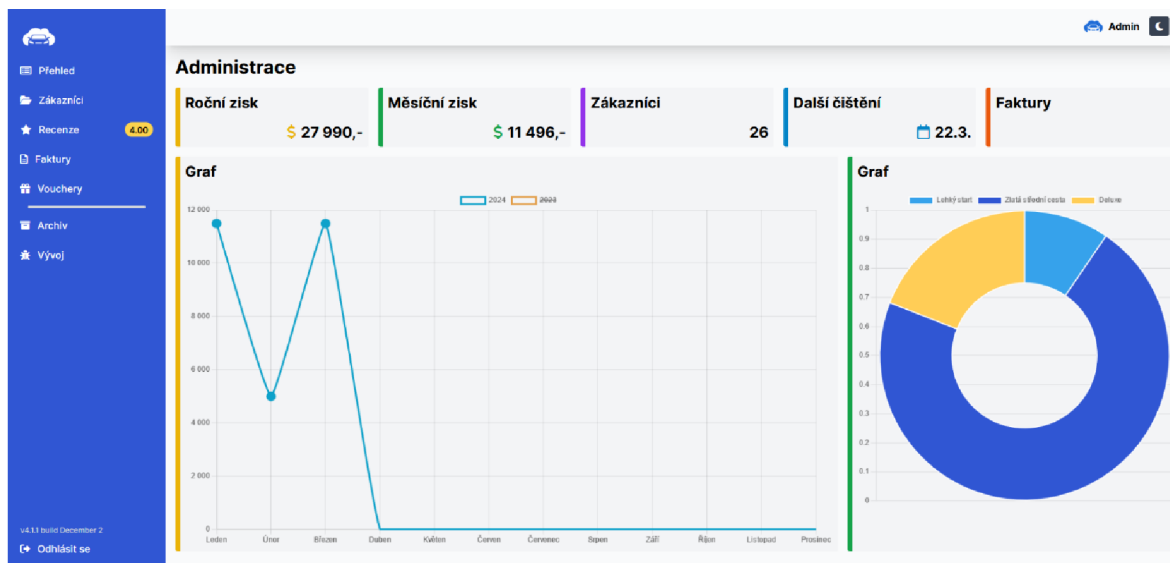 Admin
Přehled
Zákazníci
Recenze 4.00
Faktury
Vouchery
Archiv
Vývoj
v4.1.1 build December 2
Odhlásit se
Administrace
Roční zisk
$ 27 990,-
Měsíční zisk
$ 11 496,-
Zákazníci
26
Další čištění
22.3.
Faktury
Graf
2024 2023
12 000
10 000
8 000
6 000
4 000
2 000
0
Leden Únor Březen Duben Květen Červen Červenec Srpen Září Říjen Listopad Prosinec
Graf
Lehký start Zlatá střední cesta Deluxe
1
0.9
0.8
0.7
0.6
0.5
0.4
0.3
0.2
0.1
0